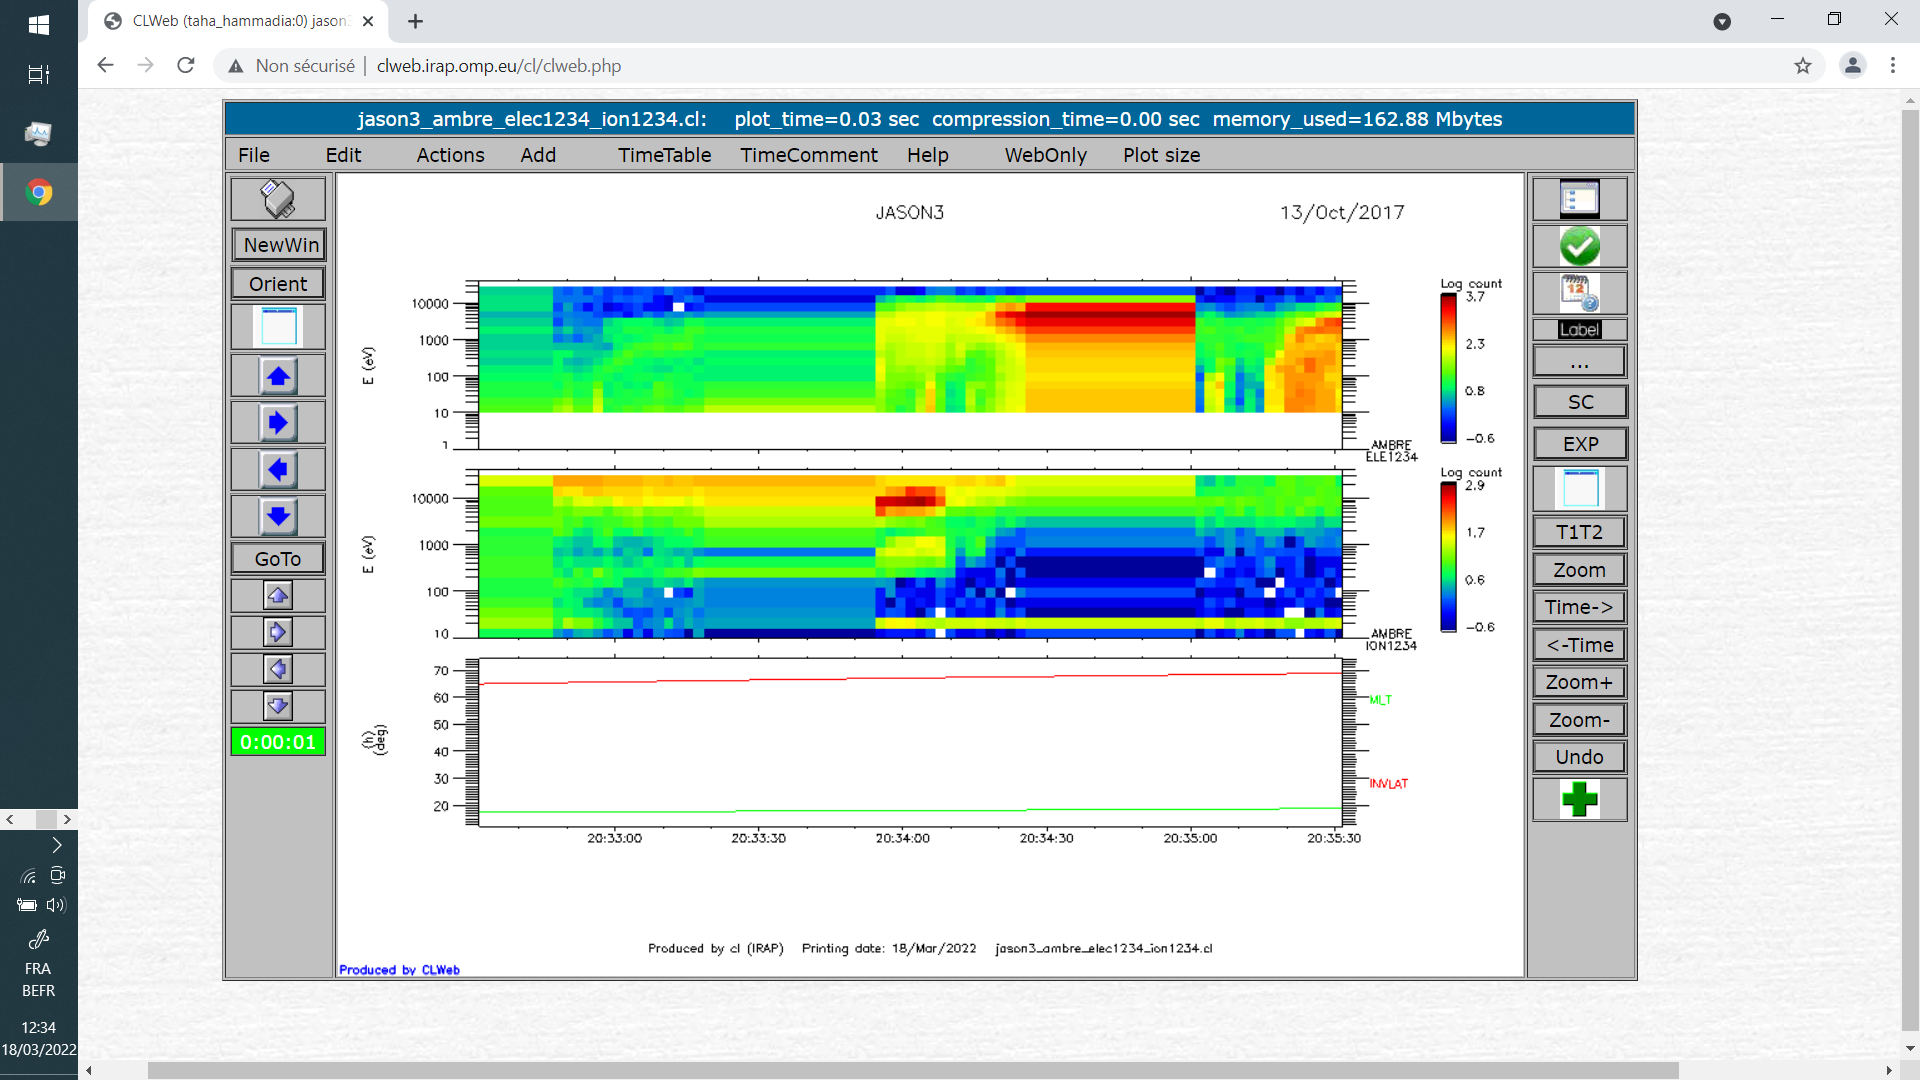 CLWeb (taha_hammadia:0) jason3
Non sécurisé | clweb.irap.omp.eu/cl/clweb.php
jason3_ambre_elec1234_ion1234.cl: plot_time=0.03 sec compression_time=0.00 sec memory_used=162.88 Mbytes
File Edit Actions Add TimeTable TimeComment Help WebOnly Plot size
NewWin
Orient
GoTo
0:00:01
JASON3 13/Oct/2017
E (eV)
10000
1000
100
10
1
Log count
3.7
2.3
0.8
-0.6
AMBRE
ELE1234
E (eV)
10000
1000
100
10
Log count
2.9
1.7
0.6
-0.6
AMBRE
ION1234
(h)
(deg)
70
60
50
40
30
20
MLT
INVLAT
20:33:00 20:33:30 20:34:00 20:34:30 20:35:00 20:35:30
Produced by cl (IRAP) Printing date: 18/Mar/2022 jason3_ambre_elec1234_ion1234.cl
Produced by CLWeb
12
Label
...
SC
EXP
T1T2
Zoom
Time->
<-Time
Zoom+
Zoom-
Undo
FRA
BEFR
12:34
18/03/2022